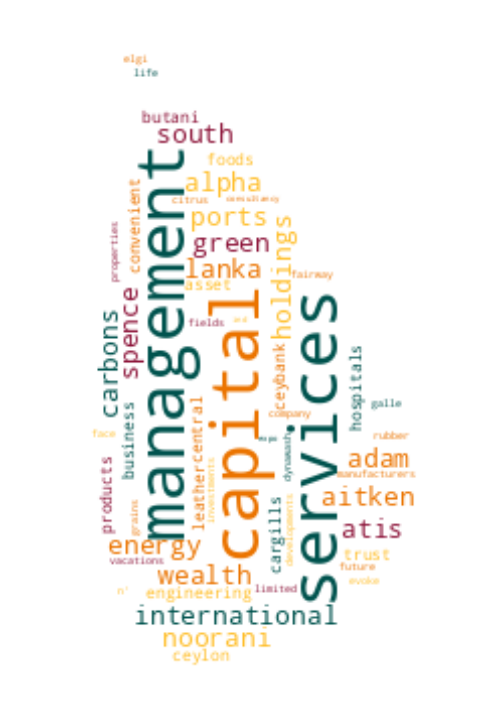 elgi
life
butani
south
foods
alpha
citrus
consultancy
convenient
ports
properties
management
green
holdings
lanka
fairway
asset
spence
carbons
capital
services
fields
ceybank
hospitals
galle
business
leather
central
company
face
expo
dynawash
rubber
adam
products
investments
manufacturers
grains
cargills
developments
aitken
atis
energy
trust
vacations
future
wealth
evoke
n'
engineering
limited
international
noorani
ceylon